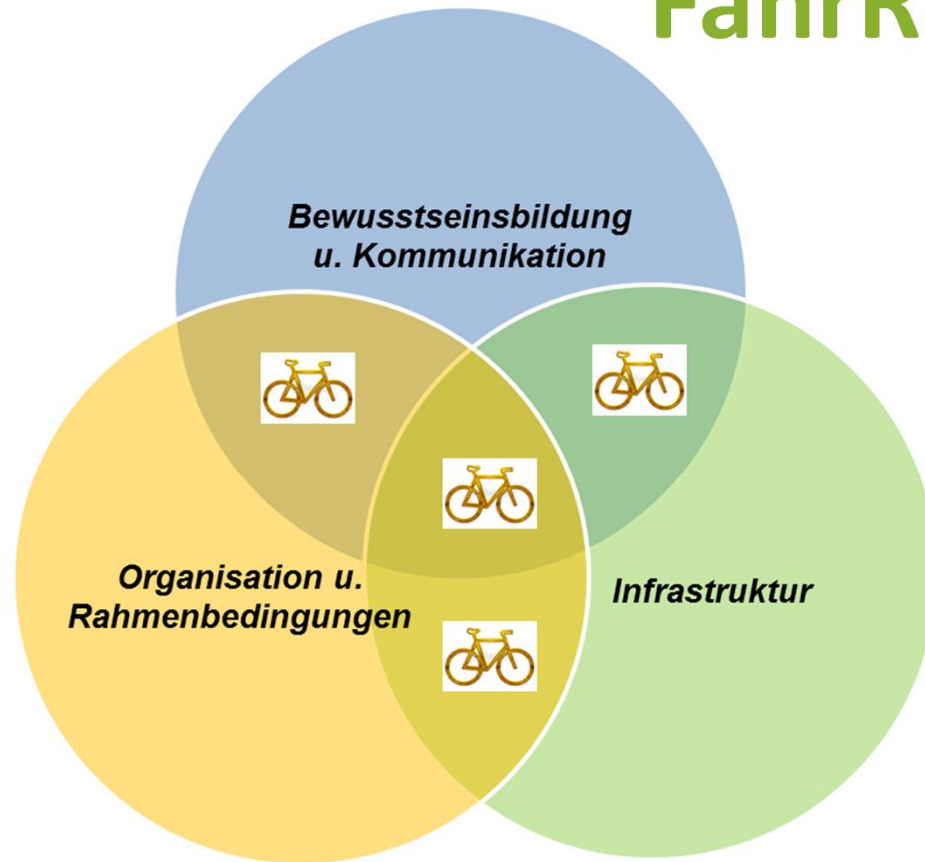 FahrR
Bewusstseinsbildung
u. Kommunikation
Organisation u.
Rahmenbedingungen
Infrastruktur